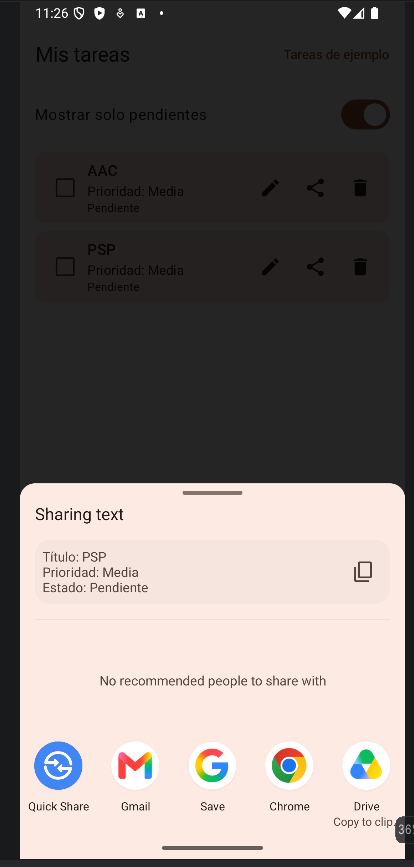 11:26
Mis tareas
Tareas de ejemplo
Mostrar solo pendientes
AAC
Prioridad: Media
Pendiente
PSP
Prioridad: Media
Pendiente
Sharing text
Título: PSP
Prioridad: Media
Estado: Pendiente
No recommended people to share with
Quick Share
Gmail
Save
Chrome
Drive
Copy to clip
36